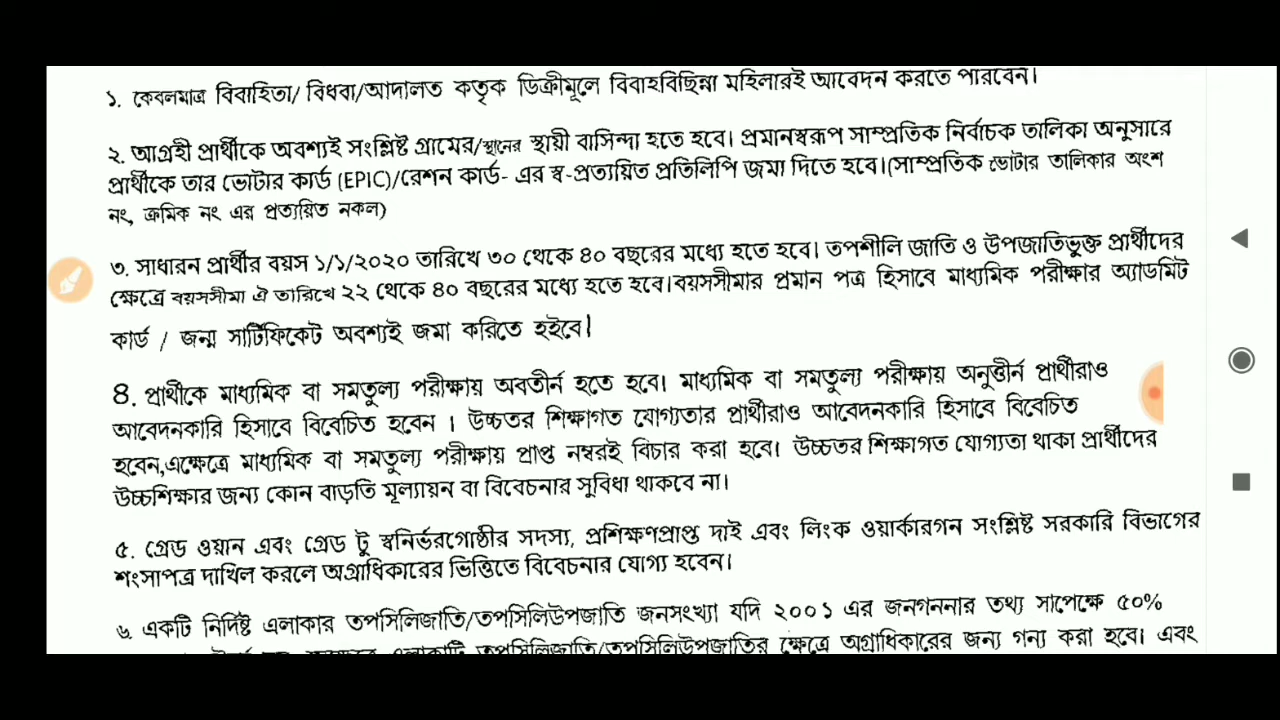 ১. কেবলমাত্র বিবাহিতা/ বিধবা/আদালত কতৃক ডিক্রীমূলে বিবাহবিছিন্না মহিলারই আবেদন করতে পারবেন।
২. আগ্রহী প্রার্থীকে অবশ্যই সংশ্লিষ্ট গ্রামের/স্থানের স্থায়ী বাসিন্দা হতে হবে। প্রমানস্বরূপ সাম্প্রতিক নির্বাচক তালিকা অনুসারে
প্রার্থীকে তার ভোটার কার্ড (EPIC)/রেশন কার্ড- এর স্ব-প্রত্যয়িত প্রতিলিপি জমা দিতে হবে।(সাম্প্রতিক ভোটার তালিকার অংশ
নং, ক্রমিক নং এর প্রত্যয়িত নকল)
৩. সাধারন প্রার্থীর বয়স ১/১/২০২০ তারিখে ৩০ থেকে ৪০ বছরের মধ্যে হতে হবে। তপশীলি জাতি ও উপজাতিভুক্ত প্রার্থীদের
ক্ষেত্রে বয়সসীমা ঐ তারিখে ২২ থেকে ৪০ বছরের মধ্যে হতে হবে।বয়সসীমার প্রমান পত্র হিসাবে মাধ্যমিক পরীক্ষার অ্যাডমিট
কার্ড / জন্ম সার্টিফিকেট অবশ্যই জমা করিতে হইবে।
৪. প্রার্থীকে মাধ্যমিক বা সমতুল্য পরীক্ষায় অবতীর্ন হতে হবে। মাধ্যমিক বা সমতুল্য পরীক্ষায় অনুত্তীর্ন প্রার্থীরাও
আবেদনকারি হিসাবে বিবেচিত হবেন । উচ্চতর শিক্ষাগত যোগ্যতার প্রার্থীরাও আবেদনকারি হিসাবে বিবেচিত
হবেন,এক্ষেত্রে মাধ্যমিক বা সমতুল্য পরীক্ষায় প্রাপ্ত নম্বরই বিচার করা হবে। উচ্চতর শিক্ষাগত যোগ্যতা থাকা প্রার্থীদের
উচ্চশিক্ষার জন্য কোন বাড়তি মূল্যায়ন বা বিবেচনার সুবিধা থাকবে না।
৫. গ্রেড ওয়ান এবং গ্রেড টু স্বনির্ভরগোষ্ঠীর সদস্য, প্রশিক্ষণপ্রাপ্ত দাই এবং লিংক ওয়ার্কারগন সংশ্লিষ্ট সরকারি বিভাগের
শংসাপত্র দাখিল করলে অগ্রাধিকারের ভিত্তিতে বিবেচনার যোগ্য হবেন।
৬. একটি নির্দিষ্ট এলাকার তপসিলিজাতি/তপসিলিউপজাতি জনসংখ্যা যদি ২০০১ এর জনগননার তথ্য সাপেক্ষে ৫০%
এলাকাটি তপসিলিজাতি/তপসিলিউপজাতির ক্ষেত্রে অগ্রাধিকারের জন্য গন্য করা হবে। এবং